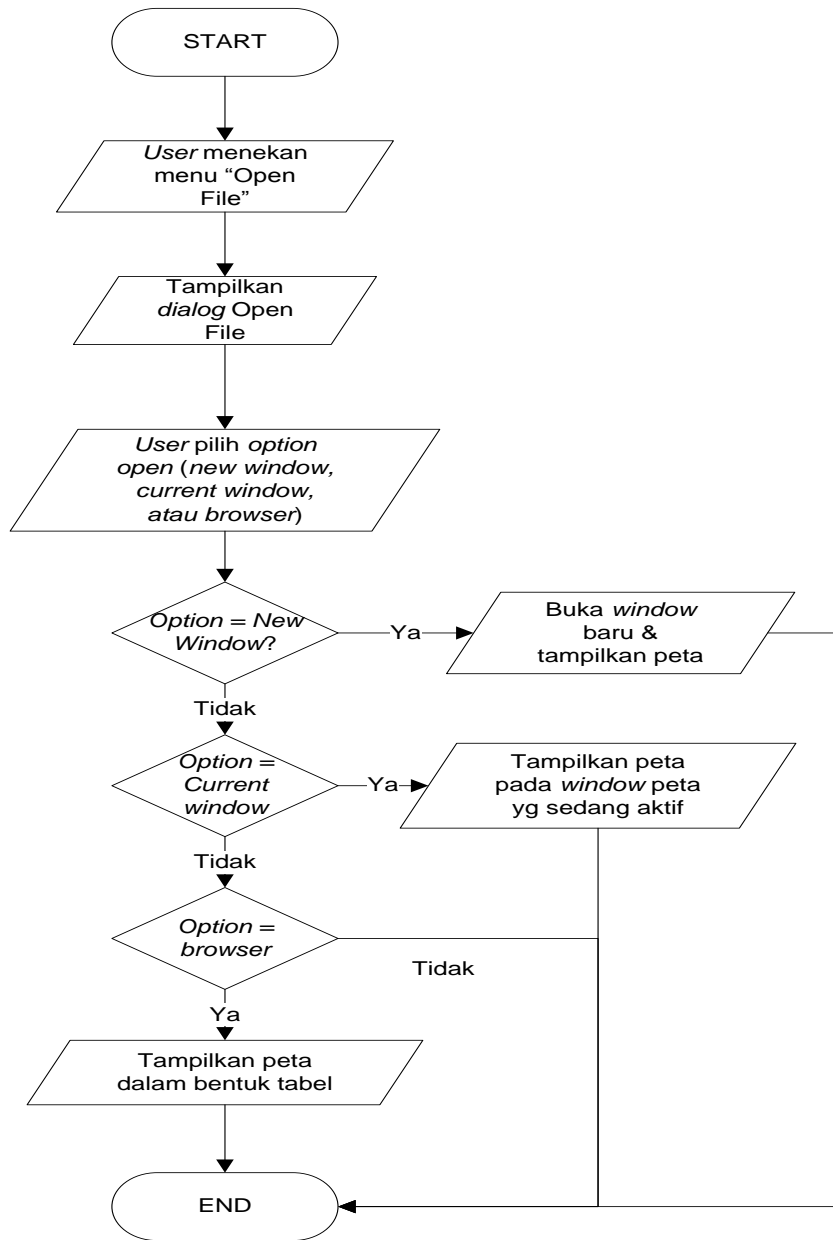 START
User menekan
menu “Open
File”
Tampilkan
dialog Open
File
User pilih option
open (new window,
current window,
atau browser)
Option = New
Window?
Ya
Buka window
baru &
tampilkan peta
Tidak
Option =
Current
window
Ya
Tampilkan peta
pada window peta
yg sedang aktif
Tidak
Option =
browser
Tidak
Ya
Tampilkan peta
dalam bentuk tabel
END